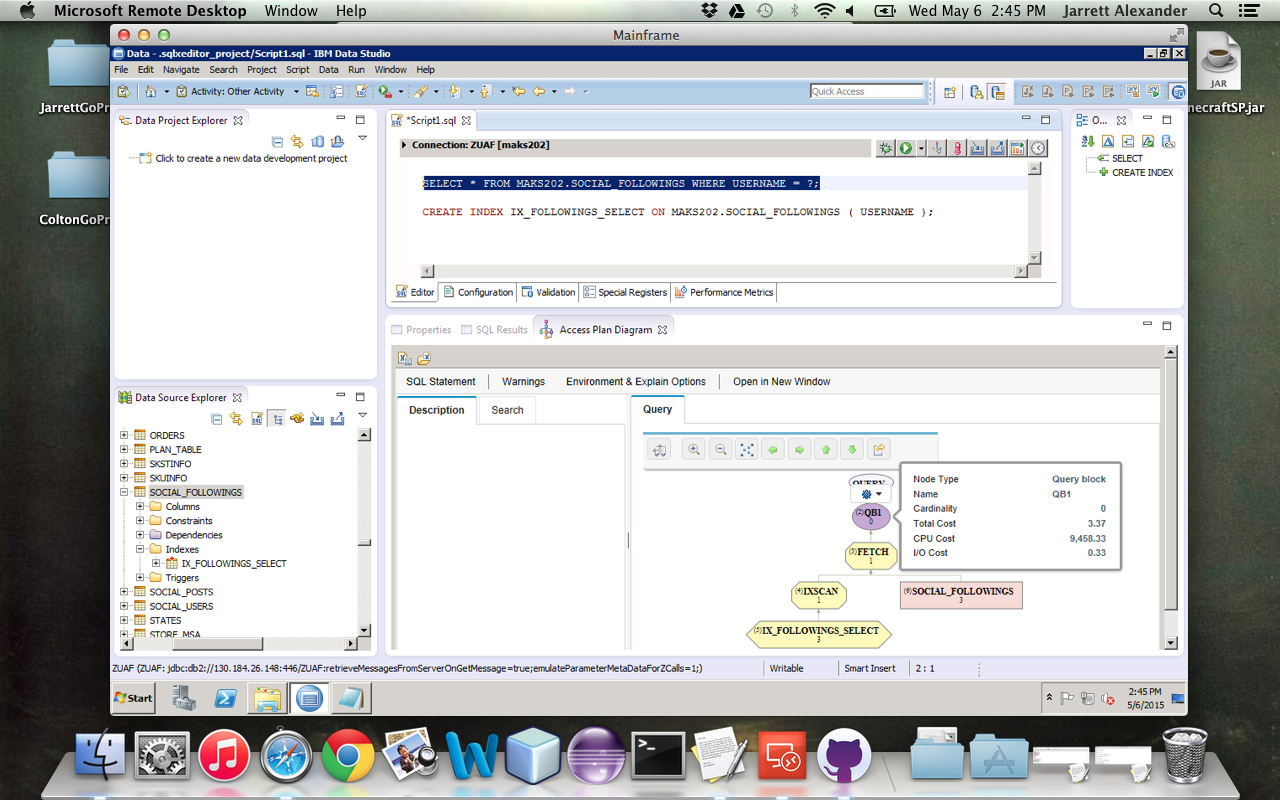 Microsoft Remote Desktop Window Help Wed May 6 2:45 PM Jarrett Alexander
Mainframe
Data - .sqlxeditor_project/Script1.sql - IBM Data Studio
File Edit Navigate Search Project Script Data Run Window Help
Activity: Other Activity Quick Access
JarrettGoPr
ColtonGoPr
JAR
necraftSP.jar
Data Project Explorer
Click to create a new data development project
*Script1.sql
Connection: ZUAF [maks202]
SELECT * FROM MAKS202.SOCIAL_FOLLOWINGS WHERE USERNAME = ?;
CREATE INDEX IX_FOLLOWINGS_SELECT ON MAKS202.SOCIAL_FOLLOWINGS ( USERNAME );
Editor Configuration Validation Special Registers Performance Metrics
O...
SELECT
CREATE INDEX
Data Source Explorer
ORDERS
PLAN_TABLE
SKSTINFO
SKUINFO
SOCIAL_FOLLOWINGS
Columns
Constraints
Dependencies
Indexes
IX_FOLLOWINGS_SELECT
Triggers
SOCIAL_POSTS
SOCIAL_USERS
STATES
STORE_MSA
Properties SQL Results Access Plan Diagram
SQL Statement Warnings Environment & Explain Options Open in New Window
Description Search
Query
QUERY
(2)QB1
0
(3)FETCH
1
(4)IXSCAN
1
(6)SOCIAL_FOLLOWINGS
3
(5)IX_FOLLOWINGS_SELECT
3
Node Type Query block
Name QB1
Cardinality 0
Total Cost 3.37
CPU Cost 9,458.33
I/O Cost 0.33
ZUAF (ZUAF: jdbc:db2://130.184.26.148:446/ZUAF:retrieveMessagesFromServerOnGetMessage=true;emulateParameterMetaDataForZCalls=1;) Writable Smart Insert 2 : 1
Start
2:45 PM
5/6/2015